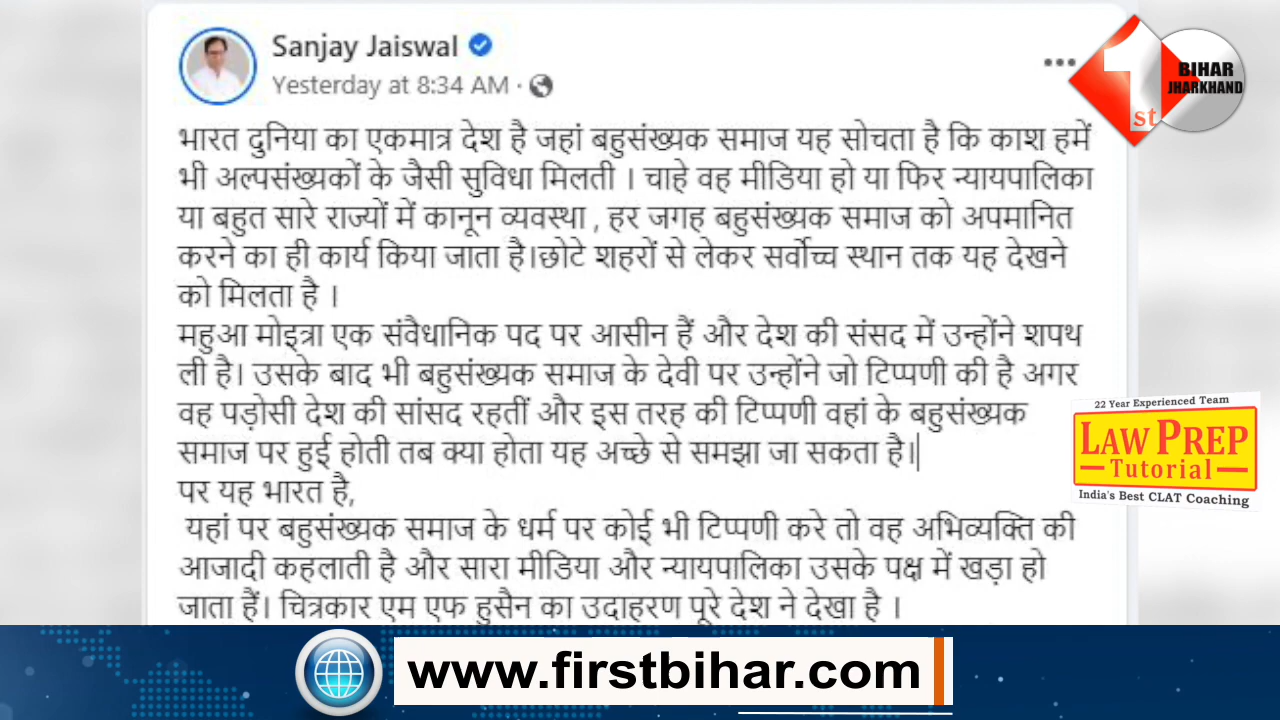 Sanjay Jaiswal
Yesterday at 8:34 AM ·
भारत दुनिया का एकमात्र देश है जहां बहुसंख्यक समाज यह सोचता है कि काश हमें
भी अल्पसंख्यकों के जैसी सुविधा मिलती । चाहे वह मीडिया हो या फिर न्यायपालिका
या बहुत सारे राज्यों में कानून व्यवस्था , हर जगह बहुसंख्यक समाज को अपमानित
करने का ही कार्य किया जाता है।छोटे शहरों से लेकर सर्वोच्च स्थान तक यह देखने
को मिलता है ।
महुआ मोइत्रा एक संवैधानिक पद पर आसीन हैं और देश की संसद में उन्होंने शपथ
ली है। उसके बाद भी बहुसंख्यक समाज के देवी पर उन्होंने जो टिप्पणी की है अगर
वह पड़ोसी देश की सांसद रहतीं और इस तरह की टिप्पणी वहां के बहुसंख्यक
समाज पर हुई होती तब क्या होता यह अच्छे से समझा जा सकता है।
पर यह भारत है,
यहां पर बहुसंख्यक समाज के धर्म पर कोई भी टिप्पणी करे तो वह अभिव्यक्ति की
आजादी कहलाती है और सारा मीडिया और न्यायपालिका उसके पक्ष में खड़ा हो
जाता हैं। चित्रकार एम एफ हुसैन का उदाहरण पूरे देश ने देखा है ।
1st
BIHAR
JHARKHAND
22 Year Experienced Team
LAW PREP
Tutorial
India's Best CLAT Coaching
www.firstbihar.com